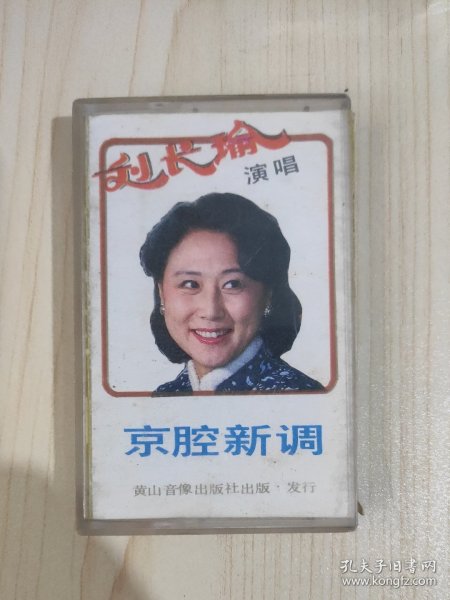 刘长瑜
演唱
京腔新调
黄山音像出版社出版·发行
孔夫子旧书网
www.kongfz.com